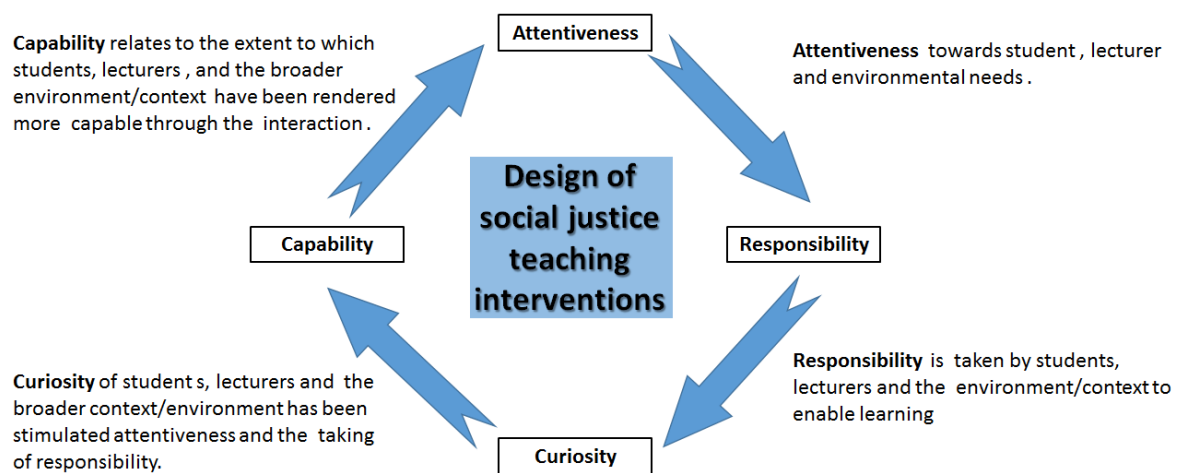 Attentiveness
Capability relates to the extent to which
students, lecturers , and the broader
environment/context have been rendered
more capable through the interaction .
Attentiveness towards student , lecturer
and environmental needs .
Design of
social justice
teaching
interventions
Capability
Responsibility
Responsibility is taken by students,
lecturers and the environment/context to
enable learning
Curiosity of student s, lecturers and the
broader context/environment has been
stimulated attentiveness and the taking
of responsibility.
Curiosity